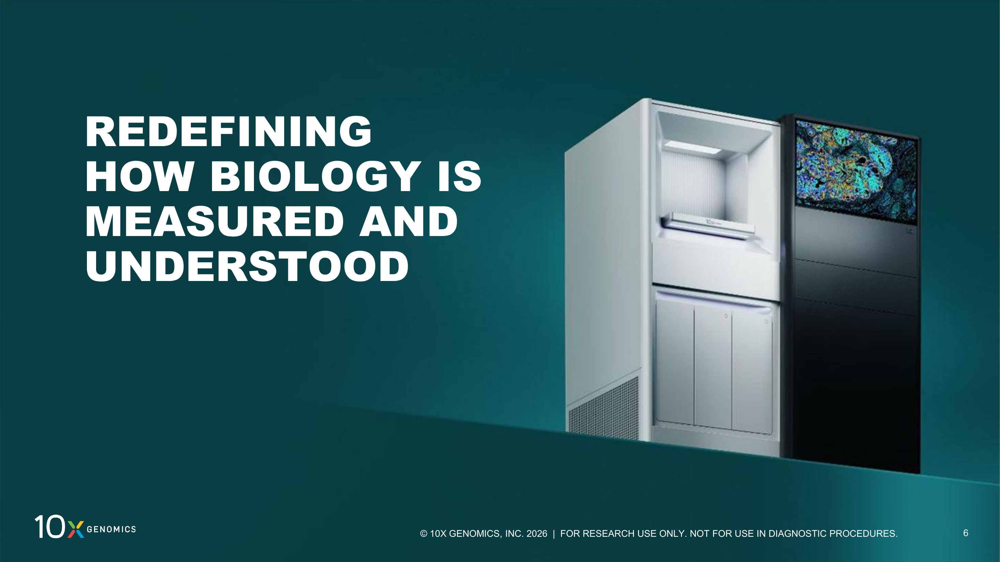 REDEFINING
HOW BIOLOGY IS
MEASURED AND
UNDERSTOOD
10x
10x GENOMICS
© 10X GENOMICS, INC. 2026 | FOR RESEARCH USE ONLY. NOT FOR USE IN DIAGNOSTIC PROCEDURES.
6